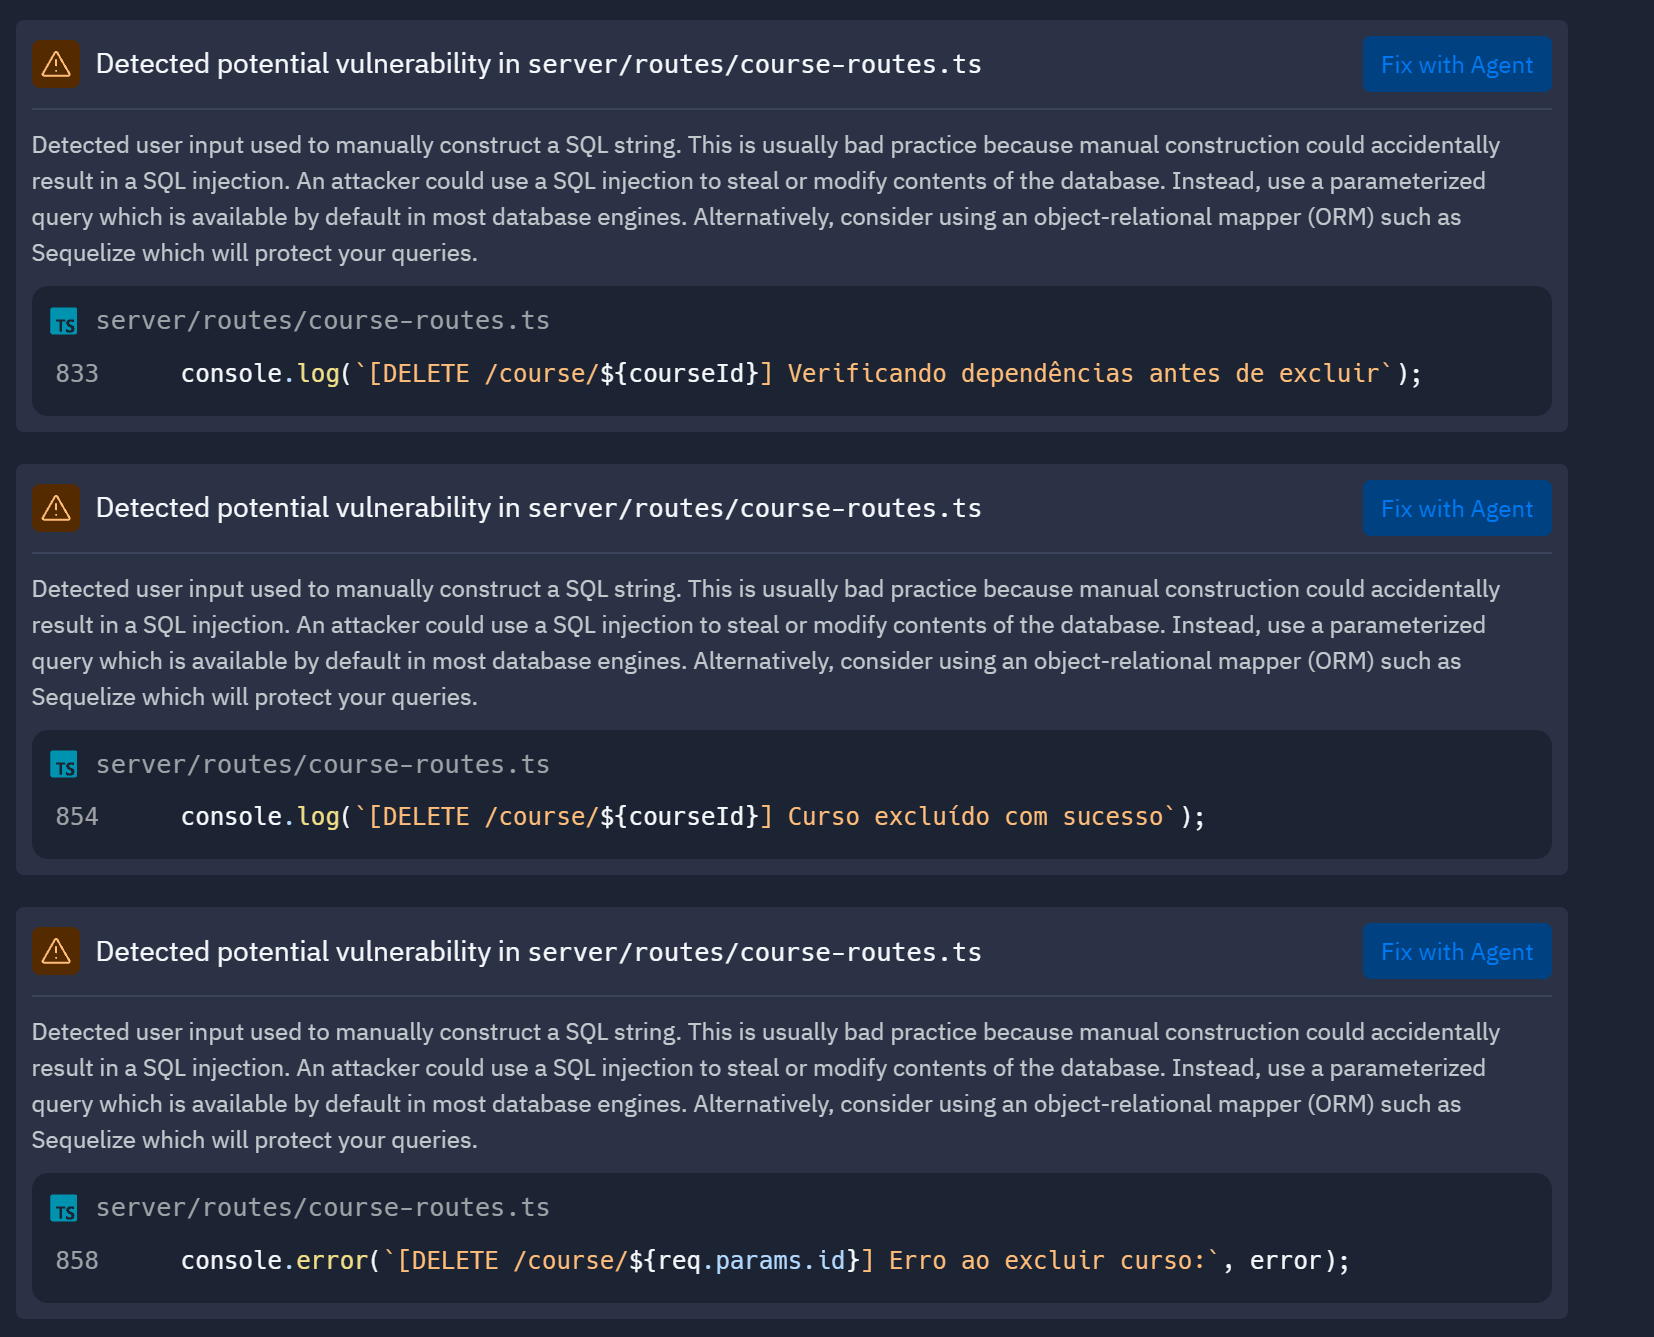 Detected potential vulnerability in server/routes/course-routes.ts
Fix with Agent
Detected user input used to manually construct a SQL string. This is usually bad practice because manual construction could accidentally
result in a SQL injection. An attacker could use a SQL injection to steal or modify contents of the database. Instead, use a parameterized
query which is available by default in most database engines. Alternatively, consider using an object-relational mapper (ORM) such as
Sequelize which will protect your queries.
TS server/routes/course-routes.ts
833 console.log(`[DELETE /course/${courseId}] Verificando dependências antes de excluir`);
Detected potential vulnerability in server/routes/course-routes.ts
Fix with Agent
Detected user input used to manually construct a SQL string. This is usually bad practice because manual construction could accidentally
result in a SQL injection. An attacker could use a SQL injection to steal or modify contents of the database. Instead, use a parameterized
query which is available by default in most database engines. Alternatively, consider using an object-relational mapper (ORM) such as
Sequelize which will protect your queries.
TS server/routes/course-routes.ts
854 console.log(`[DELETE /course/${courseId}] Curso excluído com sucesso`);
Detected potential vulnerability in server/routes/course-routes.ts
Fix with Agent
Detected user input used to manually construct a SQL string. This is usually bad practice because manual construction could accidentally
result in a SQL injection. An attacker could use a SQL injection to steal or modify contents of the database. Instead, use a parameterized
query which is available by default in most database engines. Alternatively, consider using an object-relational mapper (ORM) such as
Sequelize which will protect your queries.
TS server/routes/course-routes.ts
858 console.error(`[DELETE /course/${req.params.id}] Erro ao excluir curso:`, error);